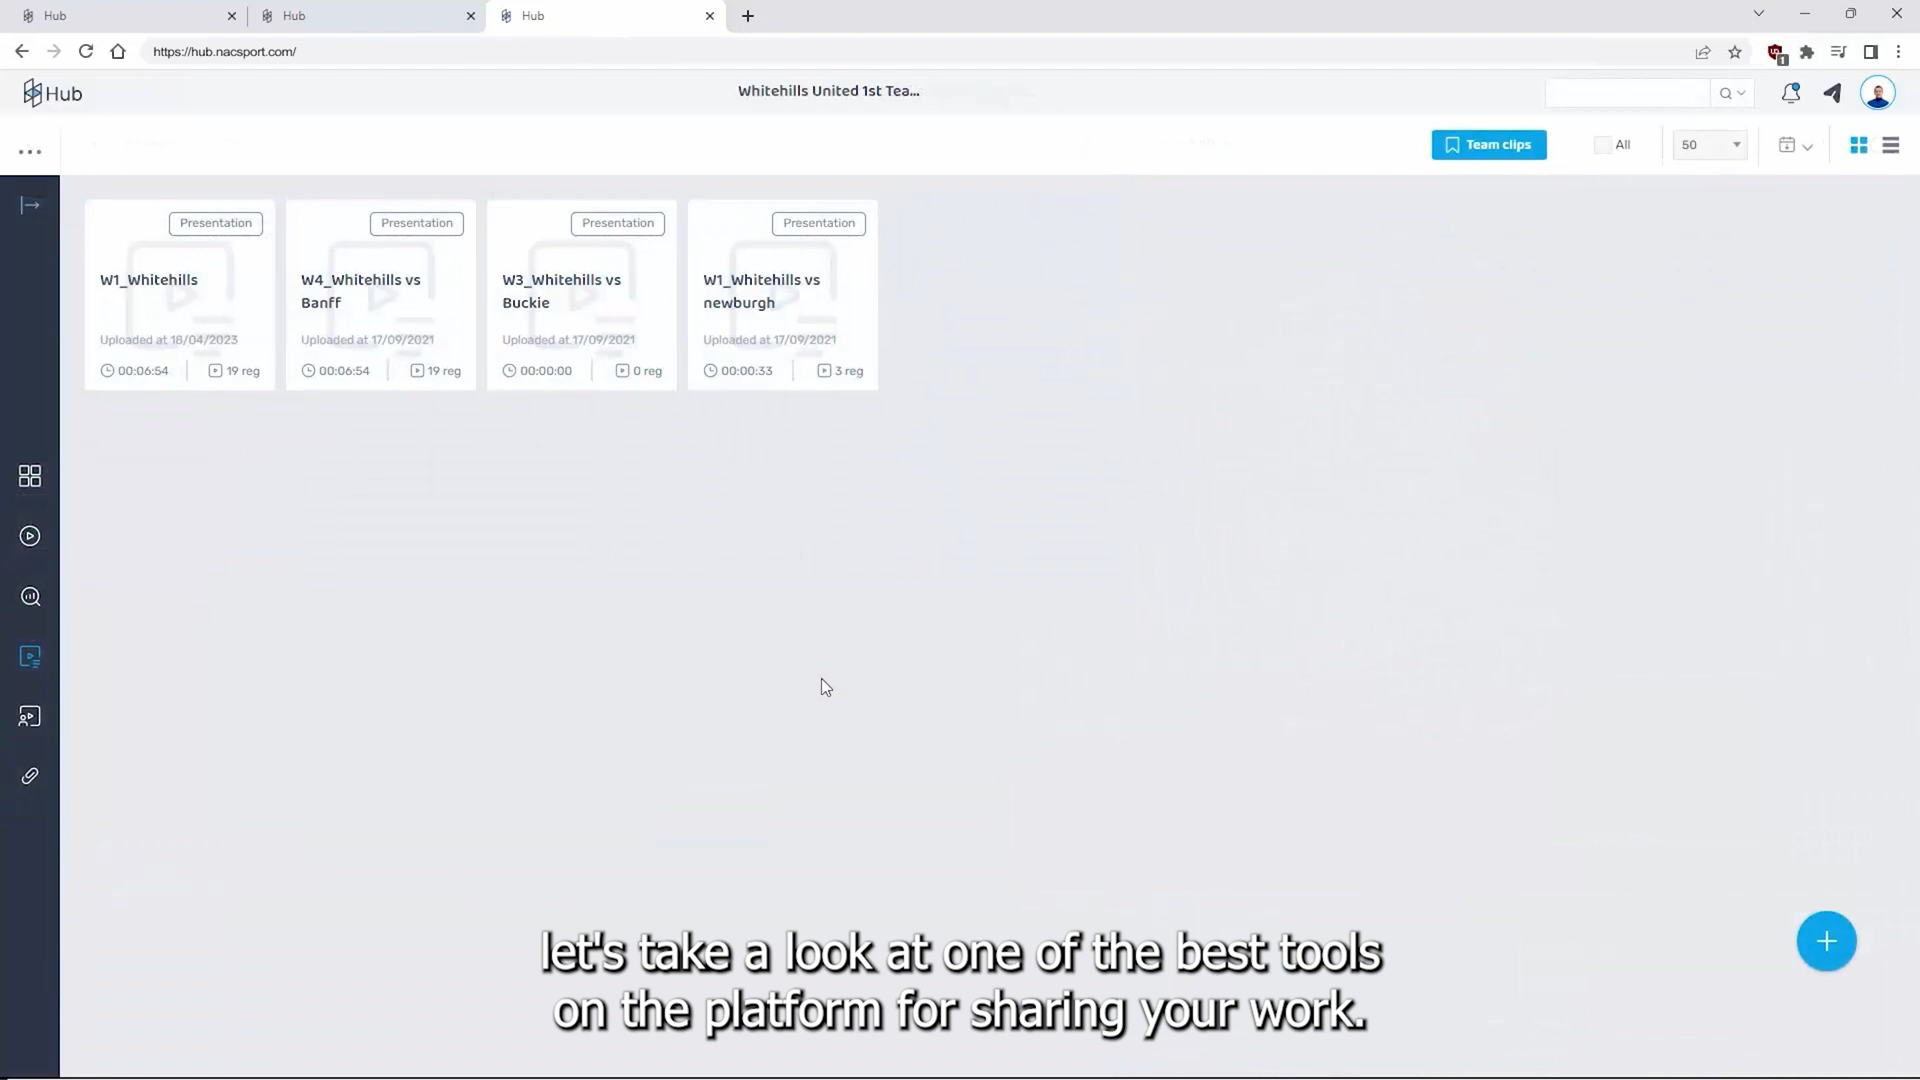 Hub
Hub
Hub
https://hub.nacsport.com/
1
Hub
Whitehills United 1st Tea...
Team clips
All
50
Presentation
W1_Whitehills
Uploaded at 18/04/2023
00:06:54
19 reg
Presentation
W4_Whitehills vs
Banff
Uploaded at 17/09/2021
00:06:54
19 reg
Presentation
W3_Whitehills vs
Buckie
Uploaded at 17/09/2021
00:00:00
0 reg
Presentation
W1_Whitehills vs
newburgh
Uploaded at 17/09/2021
00:00:33
3 reg
let's take a look at one of the best tools
on the platform for sharing your work.